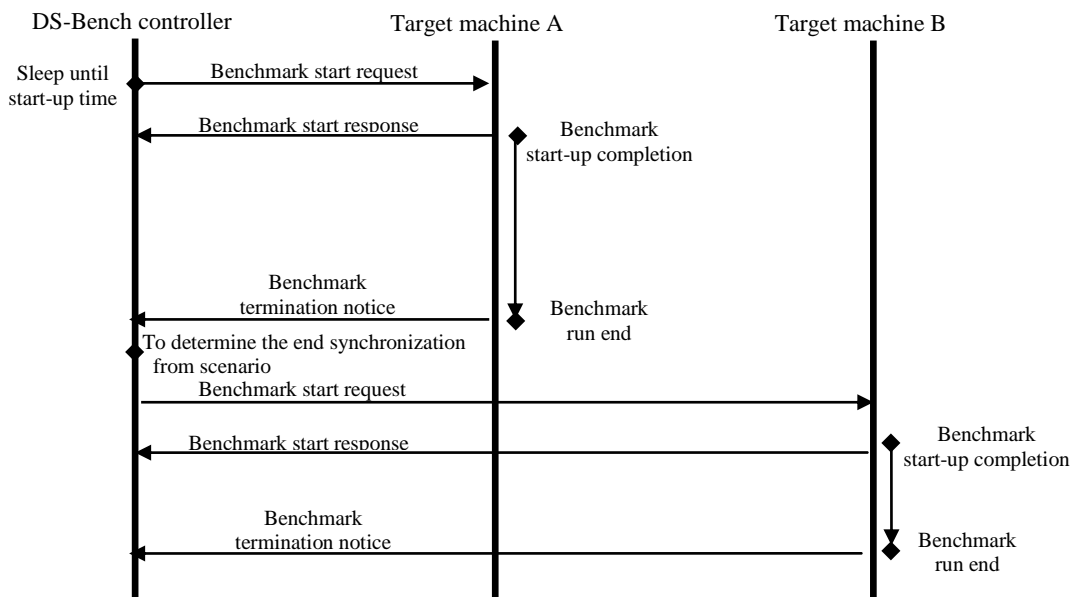 DS-Bench controller
Target machine A
Target machine B
Sleep until
start-up time
Benchmark start request
Benchmark start response
Benchmark
start-up completion
Benchmark
termination notice
Benchmark
run end
To determine the end synchronization
from scenario
Benchmark start request
Benchmark start response
Benchmark
start-up completion
Benchmark
termination notice
Benchmark
run end